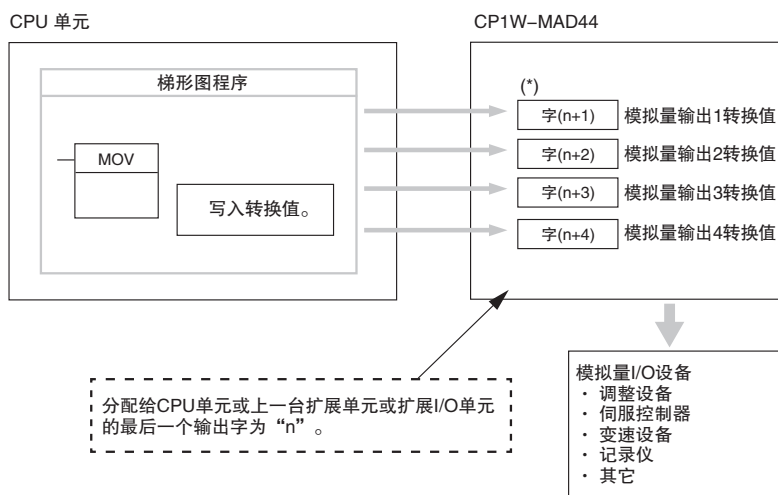 CPU 单元
CP1W–MAD44
梯形图程序
MOV
写入转换值。
(*)
字(n+1) 模拟量输出1转换值
字(n+2) 模拟量输出2转换值
字(n+3) 模拟量输出3转换值
字(n+4) 模拟量输出4转换值
分配给CPU单元或上一台扩展单元或扩展I/O单元
的最后一个输出字为“n”。
模拟量I/O设备
· 调整设备
· 伺服控制器
· 变速设备
· 记录仪
· 其它